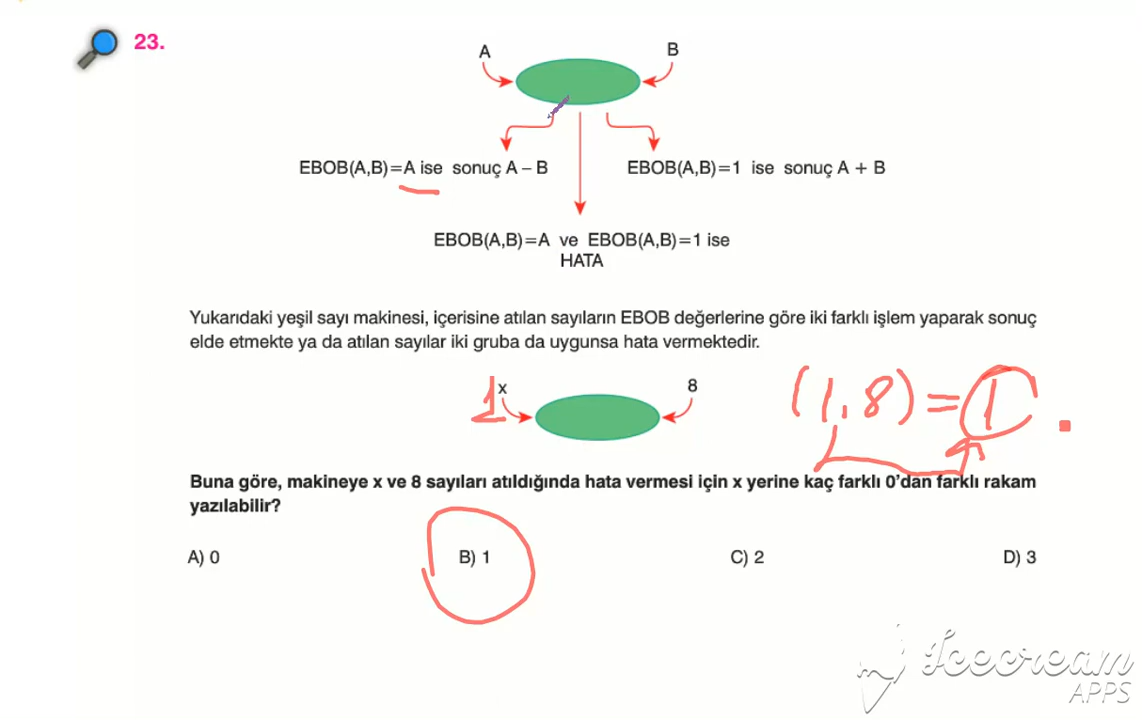 23.
A
B
EBOB(A,B)=A ise sonuç A – B
EBOB(A,B)=1 ise sonuç A + B
EBOB(A,B)=A ve EBOB(A,B)=1 ise
HATA
Yukarıdaki yeşil sayı makinesi, içerisine atılan sayıların EBOB değerlerine göre iki farklı işlem yaparak sonuç
elde etmekte ya da atılan sayılar iki gruba da uygunsa hata vermektedir.
1 x
8
(1,8)=1
Buna göre, makineye x ve 8 sayıları atıldığında hata vermesi için x yerine kaç farklı 0'dan farklı rakam
yazılabilir?
A) 0
B) 1
C) 2
D) 3
Icecream
APPS